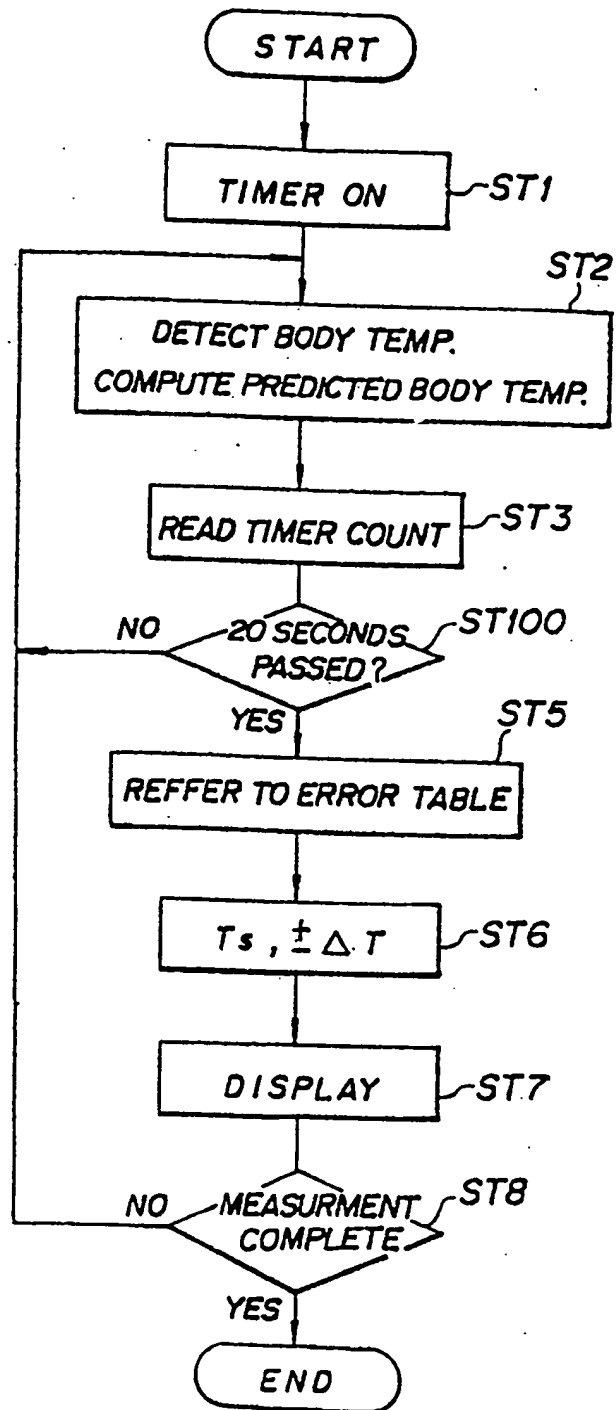 START
TIMER ON
ST1
ST2
DETECT BODY TEMP.
COMPUTE PREDICTED BODY TEMP.
READ TIMER COUNT
ST3
NO
20 SECONDS
PASSED?
ST100
YES
ST5
REFFER TO ERROR TABLE
Ts, ± △T
ST6
DISPLAY
ST7
NO
MEASURMENT
COMPLETE
ST8
YES
END